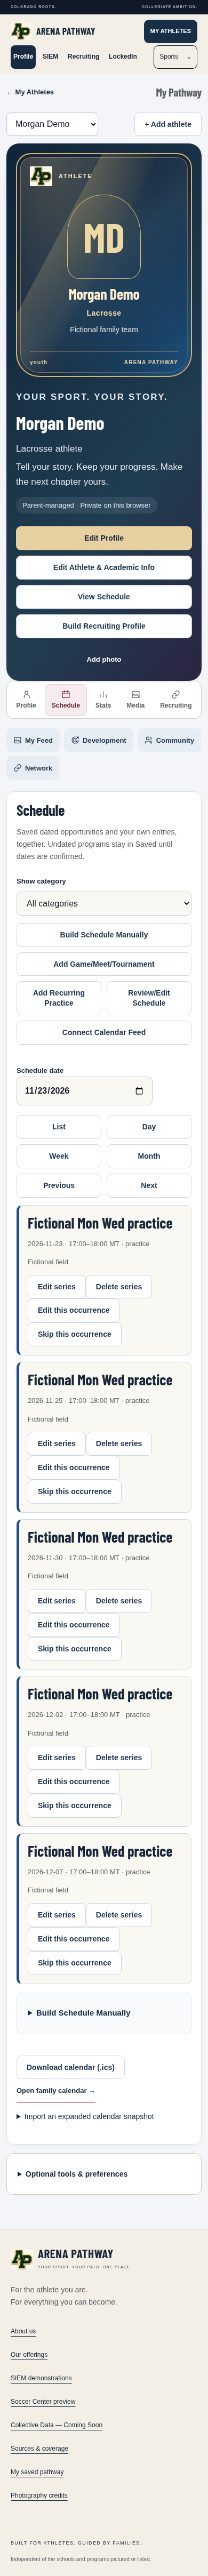 COLORADO ROOTS.
COLLEGIATE AMBITION.
AP
ARENA PATHWAY
MY ATHLETES
Profile
SIEM
Recruiting
LockedIn
Sports
← My Athletes
My Pathway
Morgan Demo
+ Add athlete
AP
ATHLETE
MD
Morgan Demo
Lacrosse
Fictional family team
youth
ARENA PATHWAY
YOUR SPORT. YOUR STORY.
Morgan Demo
Lacrosse athlete
Tell your story. Keep your progress. Make
the next chapter yours.
Parent-managed · Private on this browser
Edit Profile
Edit Athlete & Academic Info
View Schedule
Build Recruiting Profile
Add photo
Profile
Schedule
Stats
Media
Recruiting
My Feed
Development
Community
Network
Schedule
Saved dated opportunities and your own entries,
together. Undated programs stay in Saved until
dates are confirmed.
Show category
All categories
Build Schedule Manually
Add Game/Meet/Tournament
Add Recurring
Practice
Review/Edit
Schedule
Connect Calendar Feed
Schedule date
11/23/2026
List
Day
Week
Month
Previous
Next
Fictional Mon Wed practice
2026-11-23 · 17:00–18:00 MT · practice
Fictional field
Edit series
Delete series
Edit this occurrence
Skip this occurrence
Fictional Mon Wed practice
2026-11-25 · 17:00–18:00 MT · practice
Fictional field
Edit series
Delete series
Edit this occurrence
Skip this occurrence
Fictional Mon Wed practice
2026-11-30 · 17:00–18:00 MT · practice
Fictional field
Edit series
Delete series
Edit this occurrence
Skip this occurrence
Fictional Mon Wed practice
2026-12-02 · 17:00–18:00 MT · practice
Fictional field
Edit series
Delete series
Edit this occurrence
Skip this occurrence
Fictional Mon Wed practice
2026-12-07 · 17:00–18:00 MT · practice
Fictional field
Edit series
Delete series
Edit this occurrence
Skip this occurrence
▶ Build Schedule Manually
Download calendar (.ics)
Open family calendar →
▶ Import an expanded calendar snapshot
▶ Optional tools & preferences
AP
ARENA PATHWAY
YOUR SPORT. YOUR PATH. ONE PLACE.
For the athlete you are.
For everything you can become.
About us
Our offerings
SIEM demonstrations
Soccer Center preview
Collective Data — Coming Soon
Sources & coverage
My saved pathway
Photography credits
BUILT FOR ATHLETES. GUIDED BY FAMILIES.
Independent of the schools and programs pictured or listed.